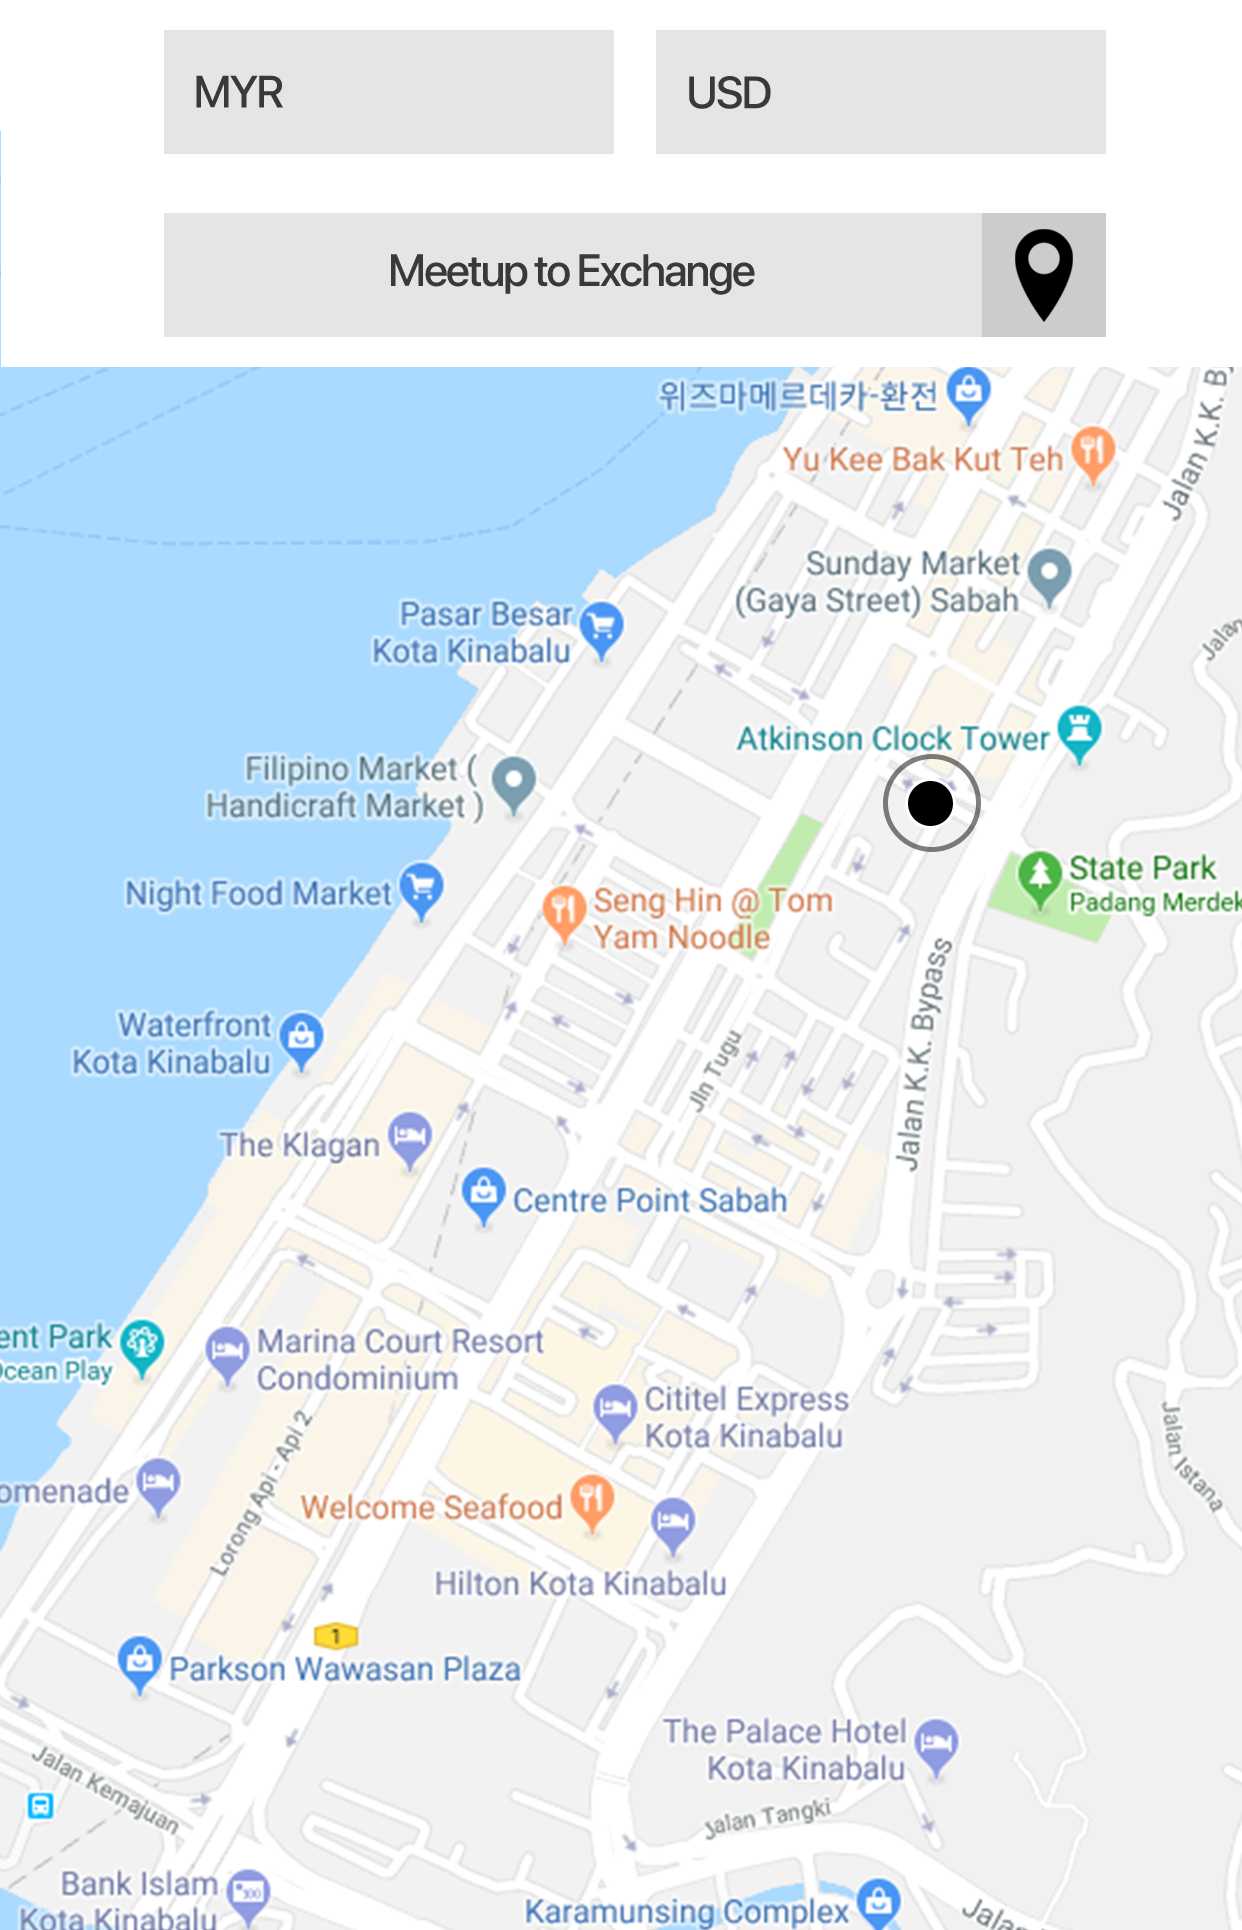 MYR
USD
Meetup to Exchange
위즈마메르데카-환전
Jalan K.K. B
Yu Kee Bak Kut Teh
Sunday Market
(Gaya Street) Sabah
Pasar Besar
Kota Kinabalu
Jalan
Atkinson Clock Tower
Filipino Market (
Handicraft Market )
State Park
Padang Merdek
Night Food Market
Seng Hin @ Tom
Yam Noodle
Jalan K.K. Bypass
Waterfront
Kota Kinabalu
Jln Tugu
The Klagan
Centre Point Sabah
ent Park
Ocean Play
Marina Court Resort
Condominium
Cititel Express
Kota Kinabalu
Jalan Istana
Lorong Api - Api 2
omenade
Welcome Seafood
Hilton Kota Kinabalu
1
Parkson Wawasan Plaza
The Palace Hotel
Kota Kinabalu
Jalan Kemajuan
Jalan Tangki
Bank Islam
Kota Kinabalu
Karamunsing Complex
Jalan